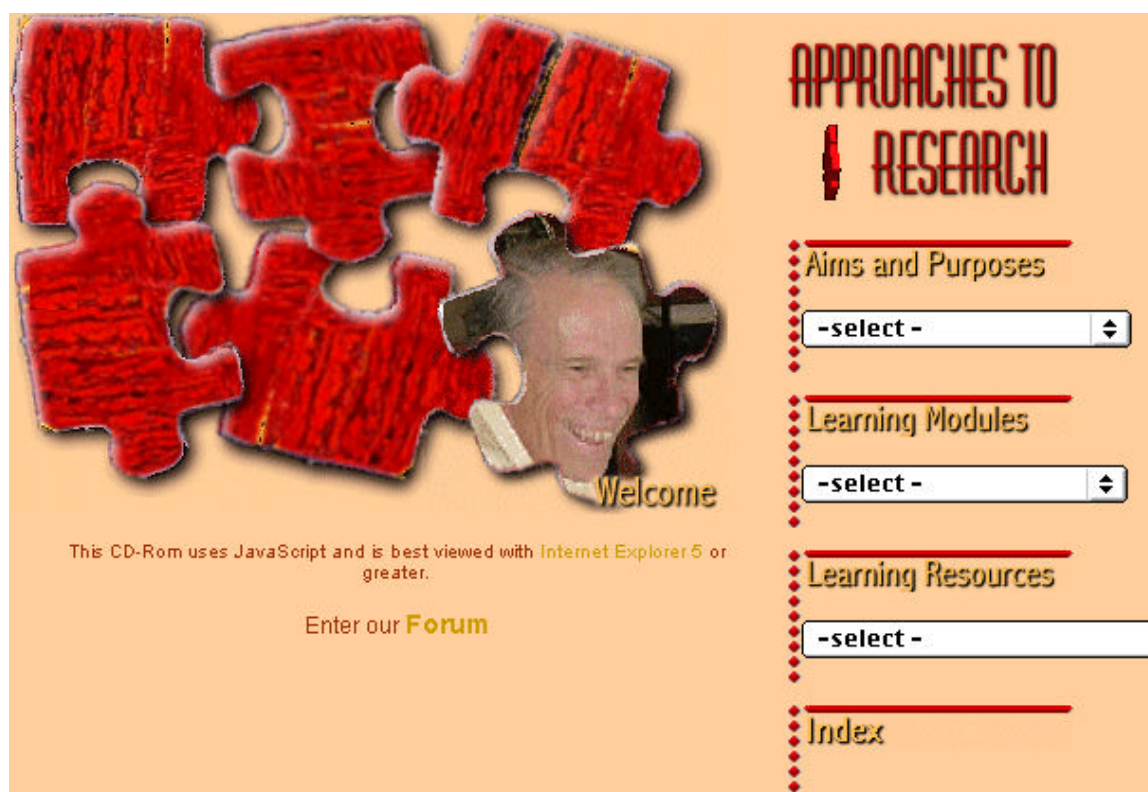 APPROACHES TO
RESEARCH
Aims and Purposes
-select-
Learning Modules
-select-
Learning Resources
-select-
Index
Welcome
This CD-Rom uses JavaScript and is best viewed with Internet Explorer 5 or
greater.
Enter our Forum